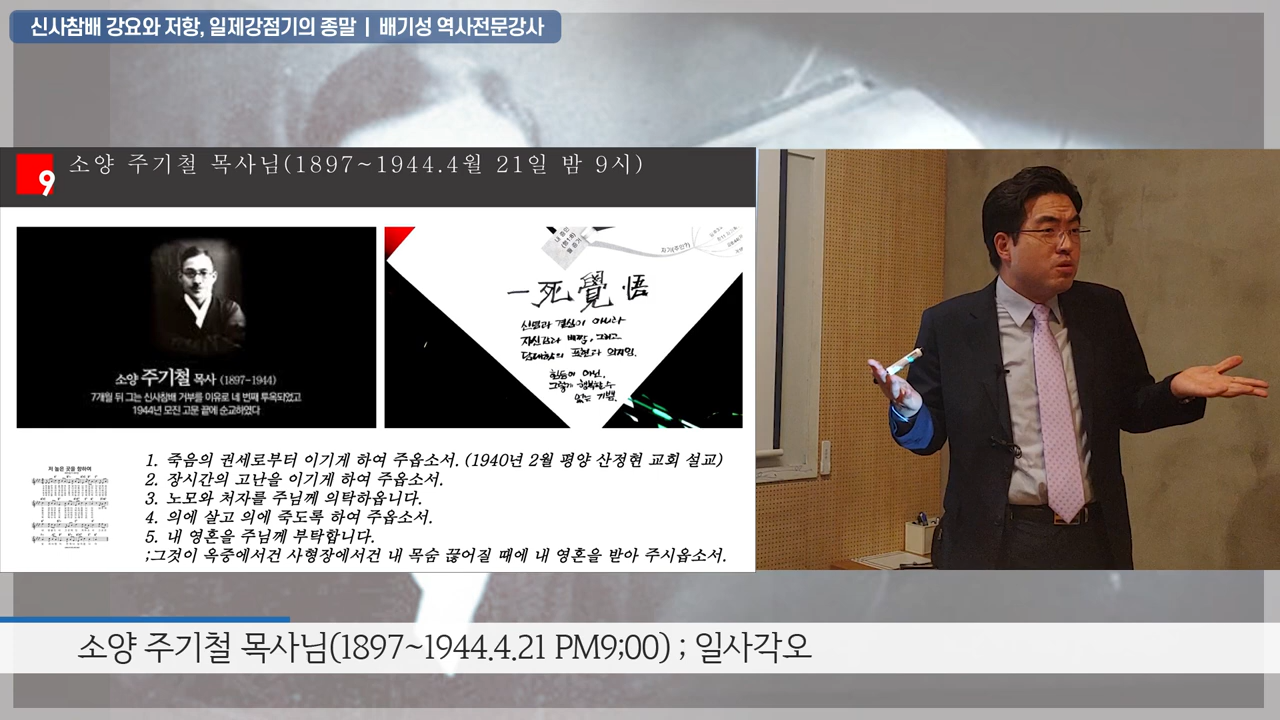 신사참배 강요와 저항, 일제강점기의 종말 | 배기성 역사전문강사
9
소양 주기철 목사님(1897~1944.4월 21일 밤 9시)
소양 주기철 목사 (1897-1944)
7개월 뒤 그는 신사참배 거부를 이유로 네 번째 투옥되었고
1944년 모진 고문 끝에 순교하였다
一死覺悟
저 높은 곳을 향하여
1. 죽음의 권세로부터 이기게 하여 주옵소서. (1940년 2월 평양 산정현 교회 설교)
2. 장시간의 고난을 이기게 하여 주옵소서.
3. 노모와 처자를 주님께 의탁하옵니다.
4. 의에 살고 의에 죽도록 하여 주옵소서.
5. 내 영혼을 주님께 부탁합니다.
;그것이 옥중에서건 사형장에서건 내 목숨 끊어질 때에 내 영혼을 받아 주시옵소서.
소양 주기철 목사님(1897~1944.4.21 PM9;00) ; 일사각오